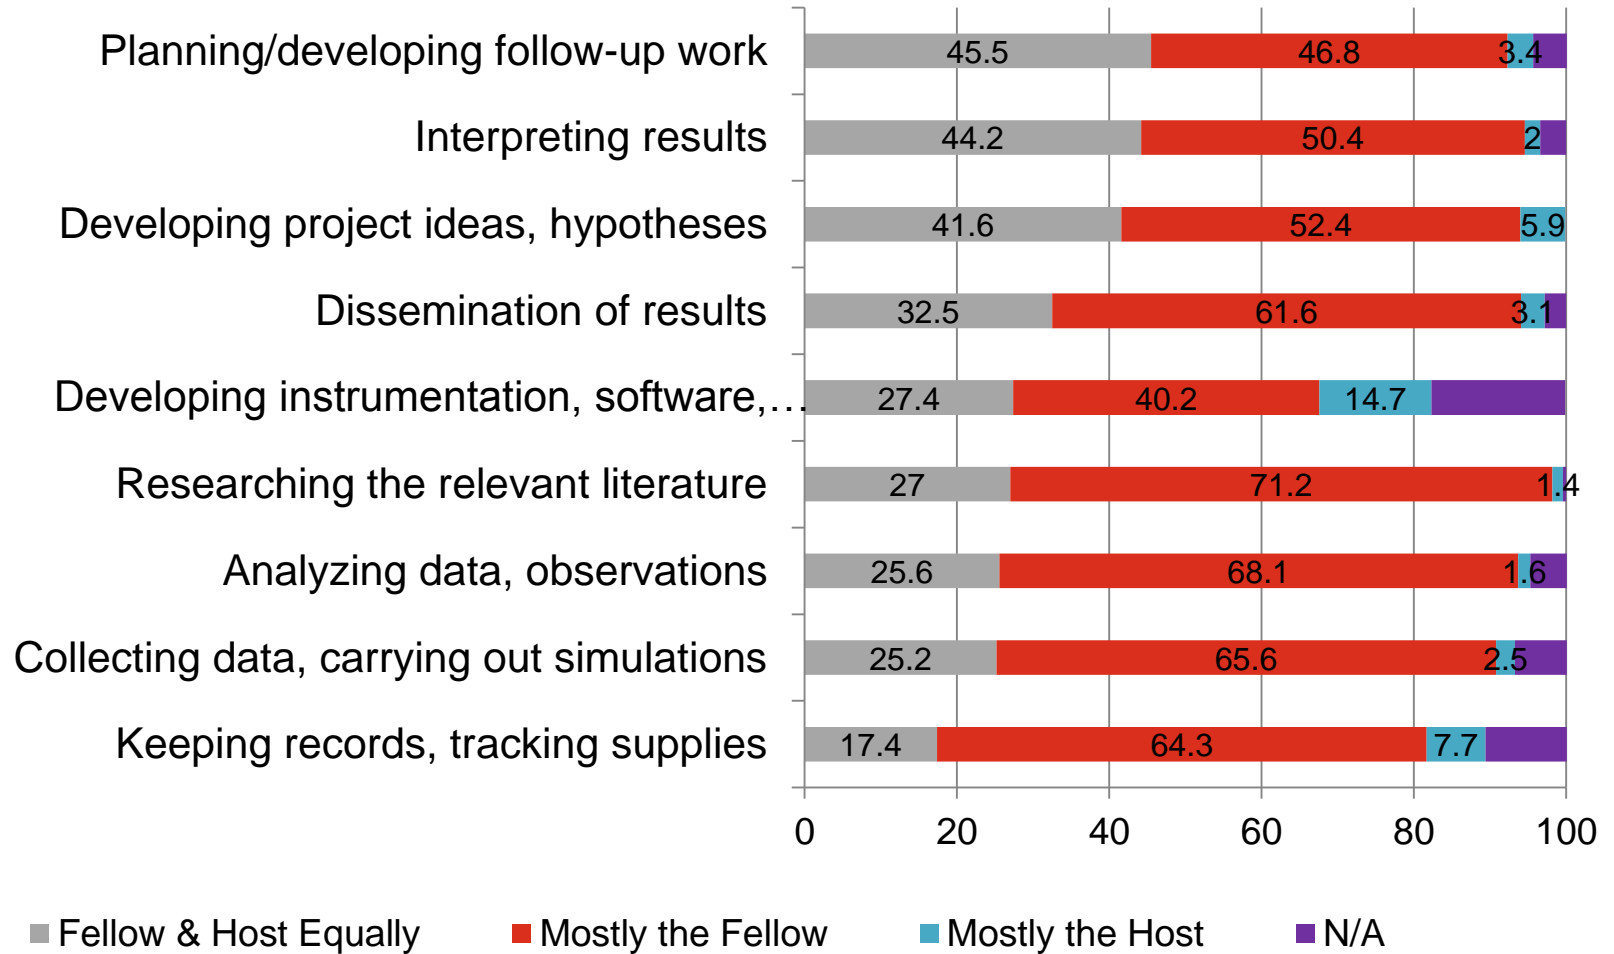 Planning/developing follow-up work 45.5 46.8 3.4
Interpreting results 44.2 50.4 2
Developing project ideas, hypotheses 41.6 52.4 5.9
Dissemination of results 32.5 61.6 3.1
Developing instrumentation, software,… 27.4 40.2 14.7
Researching the relevant literature 27 71.2 1.4
Analyzing data, observations 25.6 68.1 1.6
Collecting data, carrying out simulations 25.2 65.6 2.5
Keeping records, tracking supplies 17.4 64.3 7.7
0 20 40 60 80 100
Fellow & Host Equally Mostly the Fellow Mostly the Host N/A